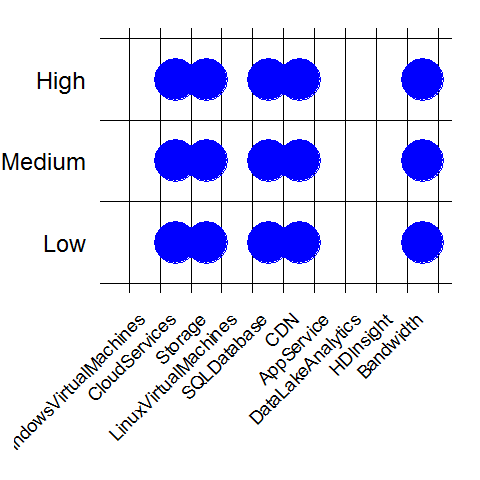 High
Medium
Low
ndowsVirtualMachines
CloudServices
Storage
LinuxVirtualMachines
SQLDatabase
CDN
AppService
DataLakeAnalytics
HDInsight
Bandwidth